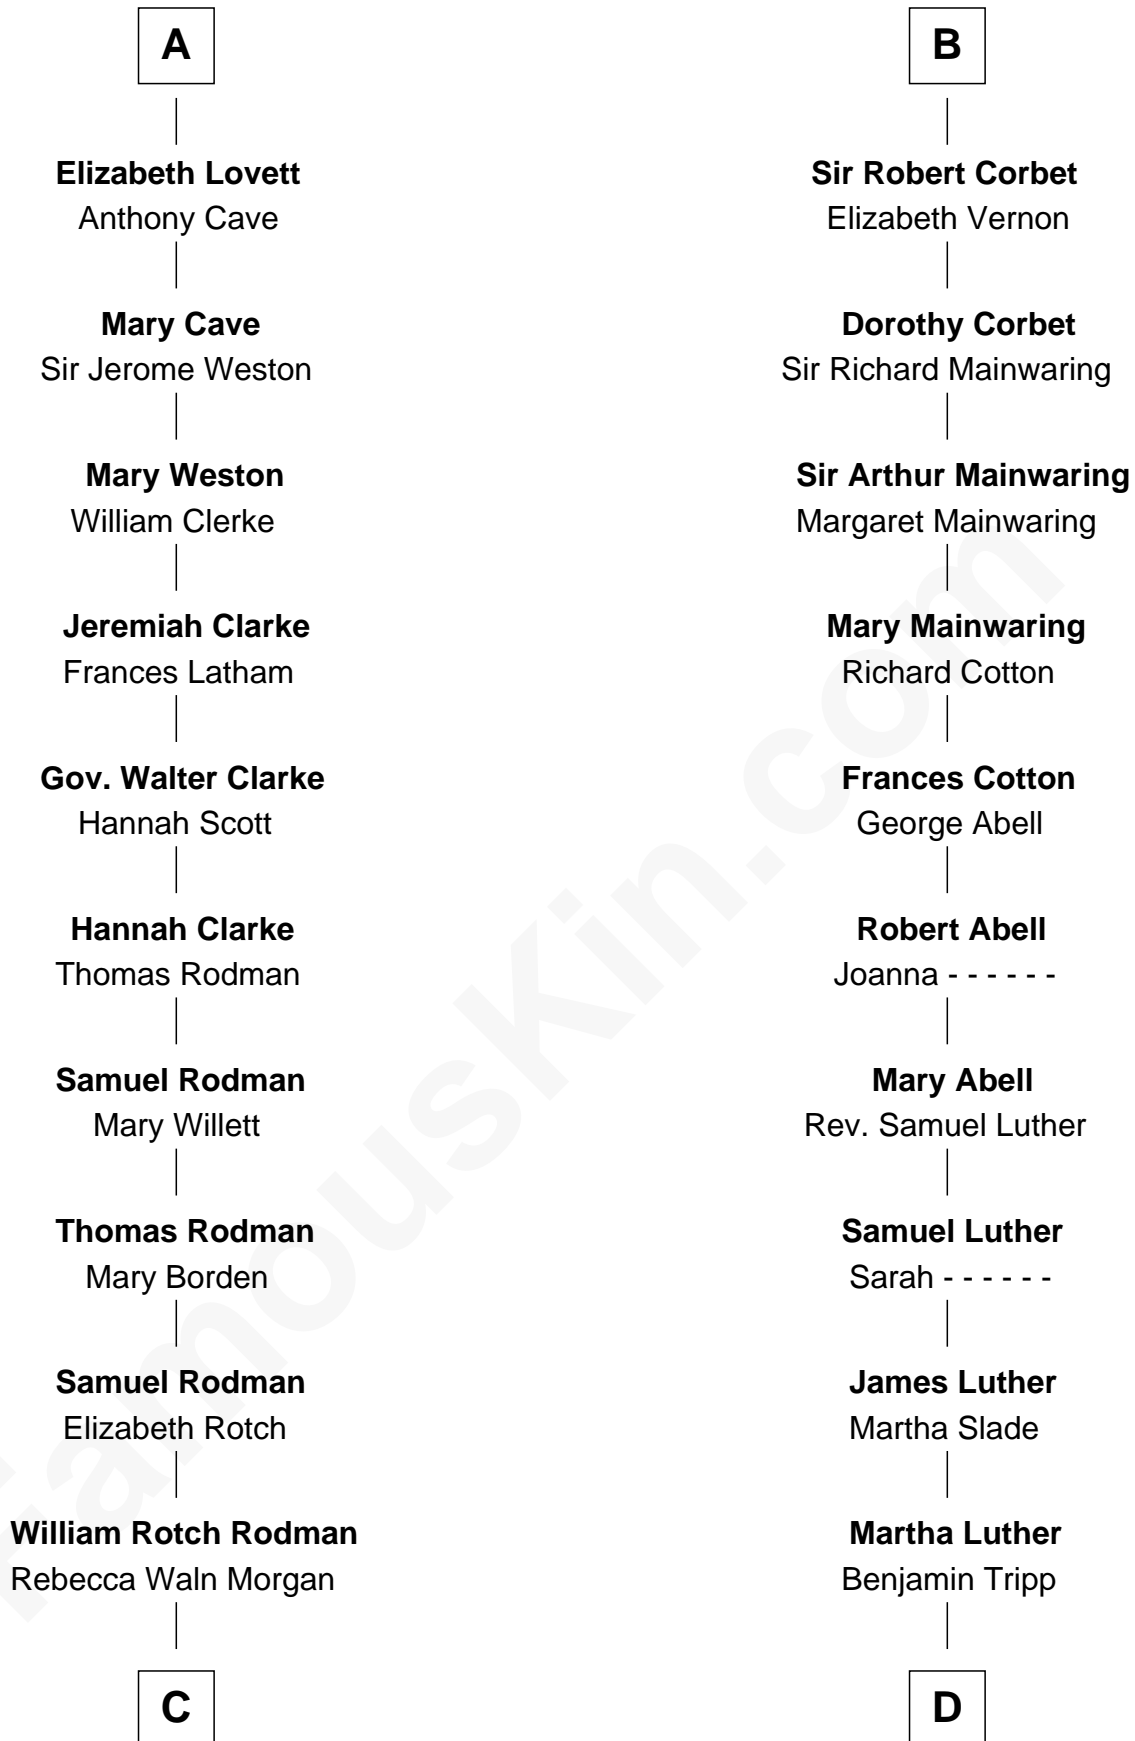 A
Elizabeth Lovett
Anthony Cave
Mary Cave
Sir Jerome Weston
Mary Weston
William Clerke
Jeremiah Clarke
Frances Latham
Gov. Walter Clarke
Hannah Scott
Hannah Clarke
Thomas Rodman
Samuel Rodman
Mary Willett
Thomas Rodman
Mary Borden
Samuel Rodman
Elizabeth Rotch
William Rotch Rodman
Rebecca Waln Morgan
C
B
Sir Robert Corbet
Elizabeth Vernon
Dorothy Corbet
Sir Richard Mainwaring
Sir Arthur Mainwaring
Margaret Mainwaring
Mary Mainwaring
Richard Cotton
Frances Cotton
George Abell
Robert Abell
Joanna - - - - - -
Mary Abell
Rev. Samuel Luther
Samuel Luther
Sarah - - - - - -
James Luther
Martha Slade
Martha Luther
Benjamin Tripp
D
FamousKin.com